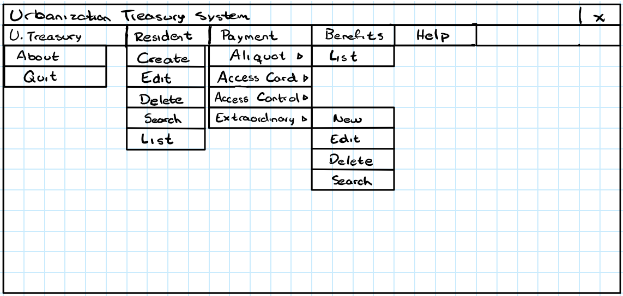 Urbanization Treasury System x
U. Treasury Resident Payment Benefits Help
About Create Aliquot ▷ List
Quit Edit Access Card ▷
Delete Access Control ▷
Search Extraordinary ▷ New
List Edit
Delete
Search